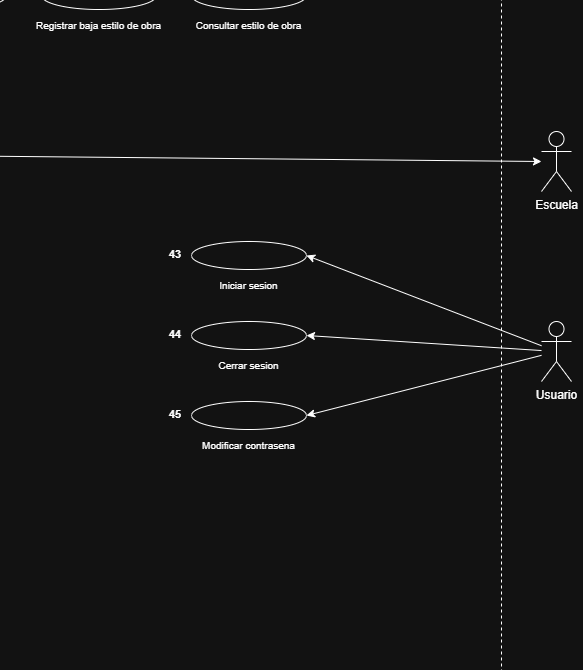 Registrar baja estilo de obra
Consultar estilo de obra
Escuela
43
Iniciar sesion
44
Cerrar sesion
Usuario
45
Modificar contrasena